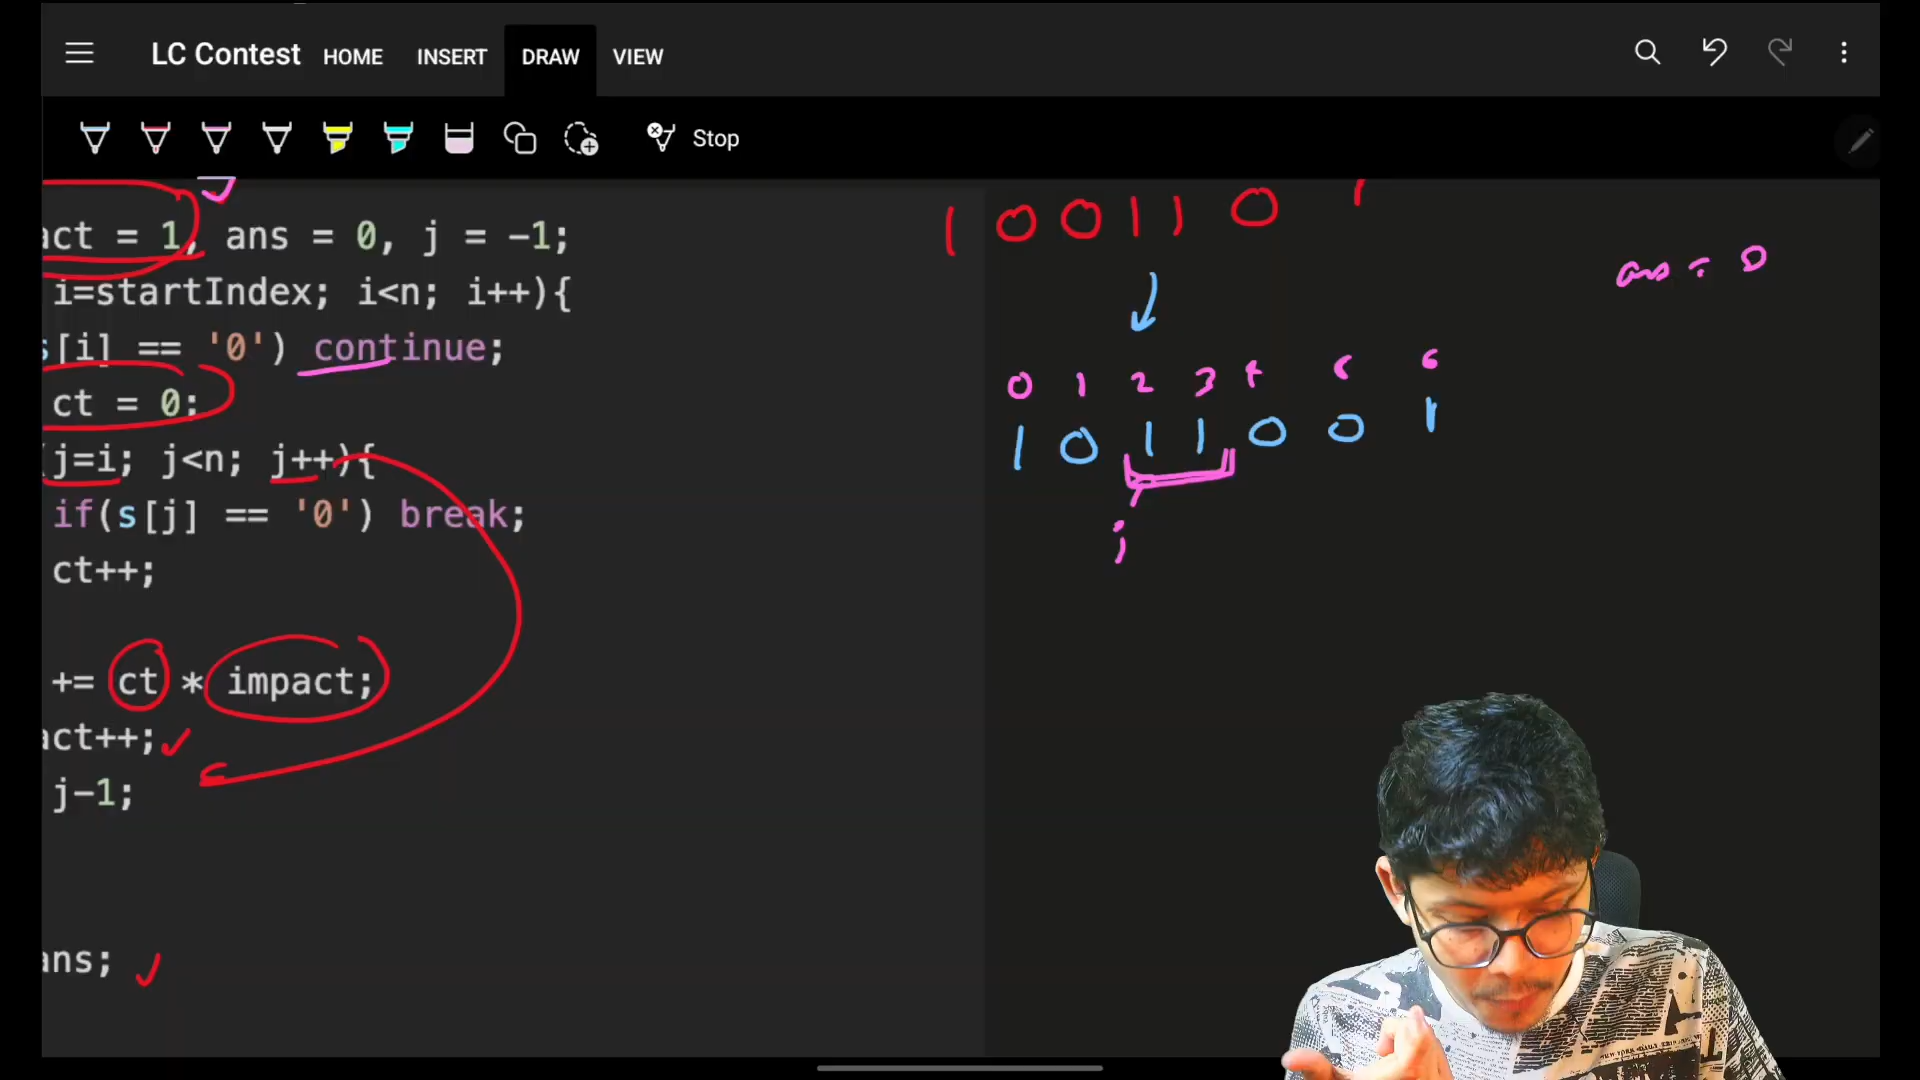 LC Contest HOME INSERT DRAW VIEW
Stop
act = 1, ans = 0, j = -1;
i=startIndex; i<n; i++){
s[i] == '0') continue;
ct = 0;
(j=i; j<n; j++){
if(s[j] == '0') break;
ct++;
+= ct * impact;
act++;
j-1;
ans;
1 0 0 1 1 0 1
ans = 0
0 1 2 3 4 5 6
1 0 1 1 0 0 1
i